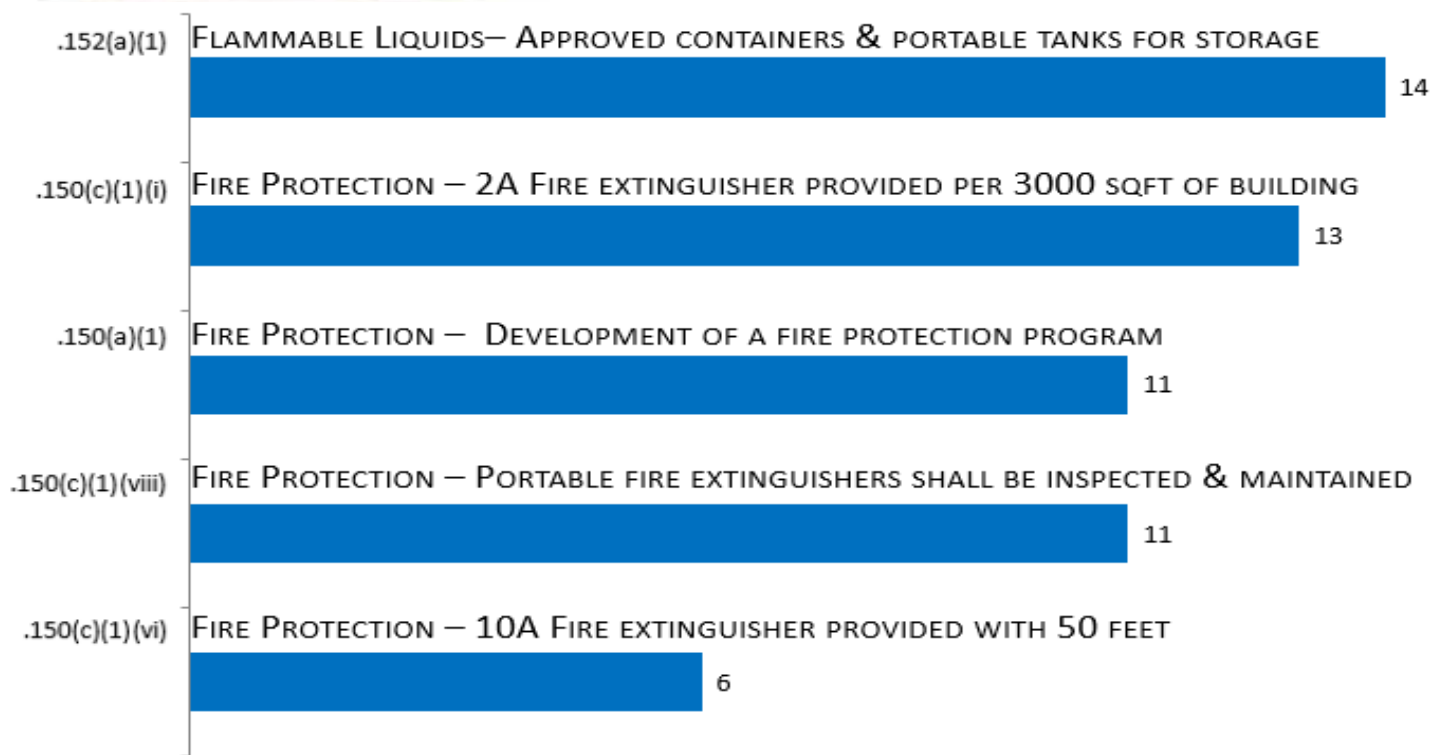 .152(a)(1) Flammable Liquids– Approved containers & portable tanks for storage
14
.150(c)(1)(i) Fire Protection – 2A Fire extinguisher provided per 3000 sqft of building
13
.150(a)(1) Fire Protection – Development of a fire protection program
11
.150(c)(1)(viii) Fire Protection – Portable fire extinguishers shall be inspected & maintained
11
.150(c)(1)(vi) Fire Protection – 10A Fire extinguisher provided with 50 feet
6